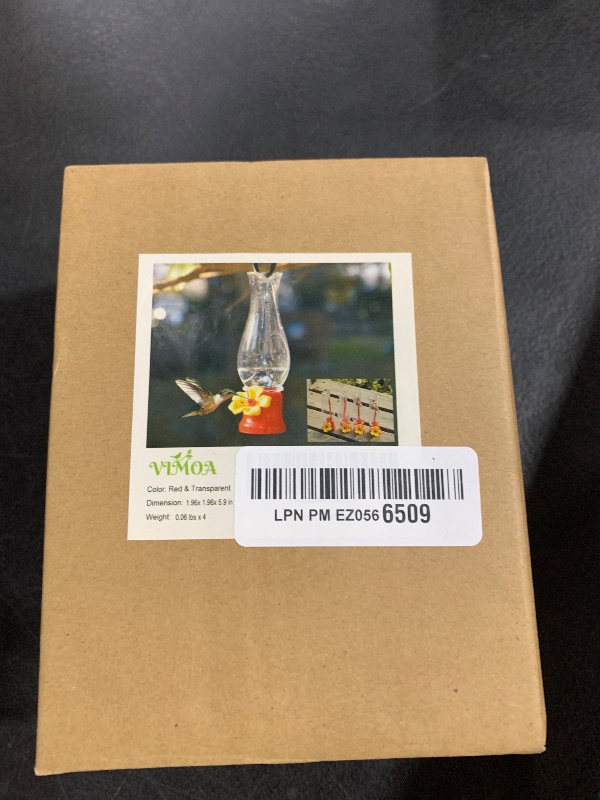 VIMOA
Color: Red & Transparent
Dimension: 1.96x 1.96x 5.9 in
Weight: 0.06 lbs x 4
LPN PM EZ056 6509